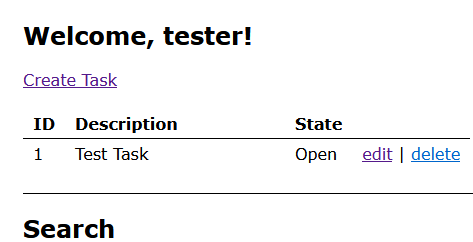 Welcome, tester!
Create Task
ID Description State
1 Test Task Open edit | delete
Search